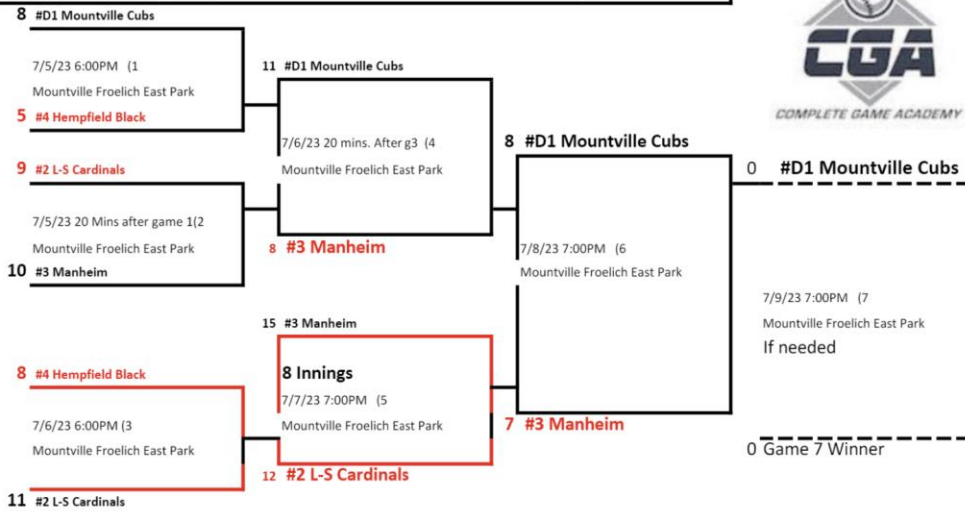 8 #D1 Mountville Cubs
7/5/23 6:00PM (1
Mountville Froelich East Park
5 #4 Hempfield Black
9 #2 L-S Cardinals
7/5/23 20 Mins after game 1(2
Mountville Froelich East Park
10 #3 Manheim
8 #4 Hempfield Black
7/6/23 6:00PM (3
Mountville Froelich East Park
11 #2 L-S Cardinals
11 #D1 Mountville Cubs
7/6/23 20 mins. After g3 (4
Mountville Froelich East Park
8 #3 Manheim
15 #3 Manheim
8 Innings
7/7/23 7:00PM (5
Mountville Froelich East Park
12 #2 L-S Cardinals
8 #D1 Mountville Cubs
7/8/23 7:00PM (6
Mountville Froelich East Park
7 #3 Manheim
CGA
COMPLETE GAME ACADEMY
0 #D1 Mountville Cubs
7/9/23 7:00PM (7
Mountville Froelich East Park
If needed
0 Game 7 Winner